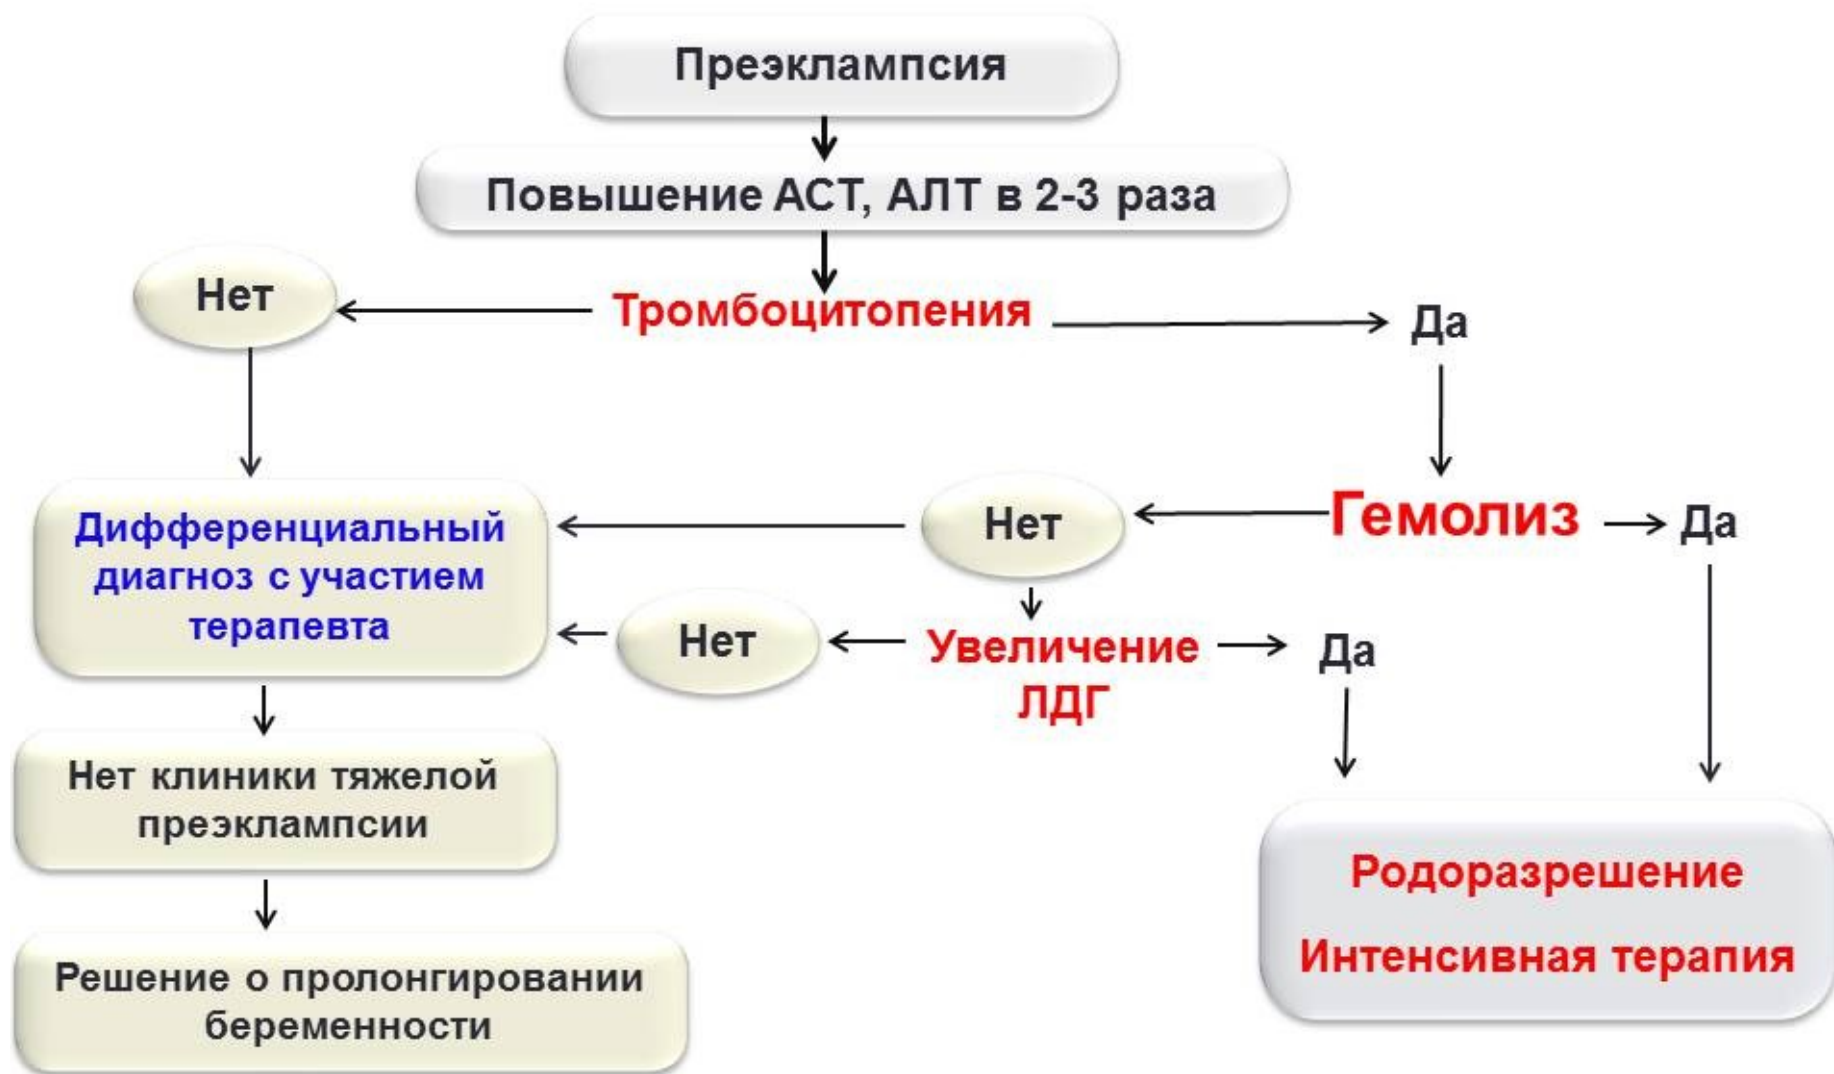 Преэклампсия
Повышение АСТ, АЛТ в 2-3 раза
Нет
Тромбоцитопения
Да
Дифференциальный
диагноз с участием
терапевта
Нет
Гемолиз
Да
Нет
Увеличение
ЛДГ
Да
Нет клиники тяжелой
преэклампсии
Родоразрешение
Интенсивная терапия
Решение о пролонгировании
беременности